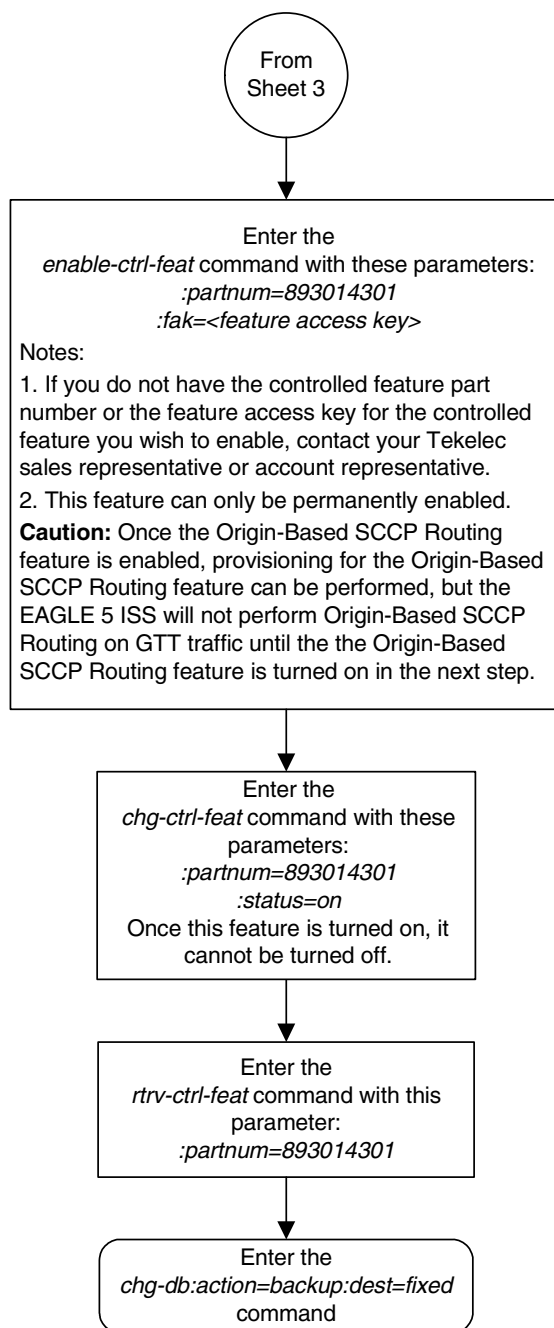 From
Sheet 3
Enter the
enable-ctrl-feat command with these parameters:
:partnum=893014301
:fak=<feature access key>
Notes:
1. If you do not have the controlled feature part
number or the feature access key for the controlled
feature you wish to enable, contact your Tekelec
sales representative or account representative.
2. This feature can only be permanently enabled.
Caution: Once the Origin-Based SCCP Routing
feature is enabled, provisioning for the Origin-Based
SCCP Routing feature can be performed, but the
EAGLE 5 ISS will not perform Origin-Based SCCP
Routing on GTT traffic until the the Origin-Based
SCCP Routing feature is turned on in the next step.
Enter the
chg-ctrl-feat command with these
parameters:
:partnum=893014301
:status=on
Once this feature is turned on, it
cannot be turned off.
Enter the
rtrv-ctrl-feat command with this
parameter:
:partnum=893014301
Enter the
chg-db:action=backup:dest=fixed
command